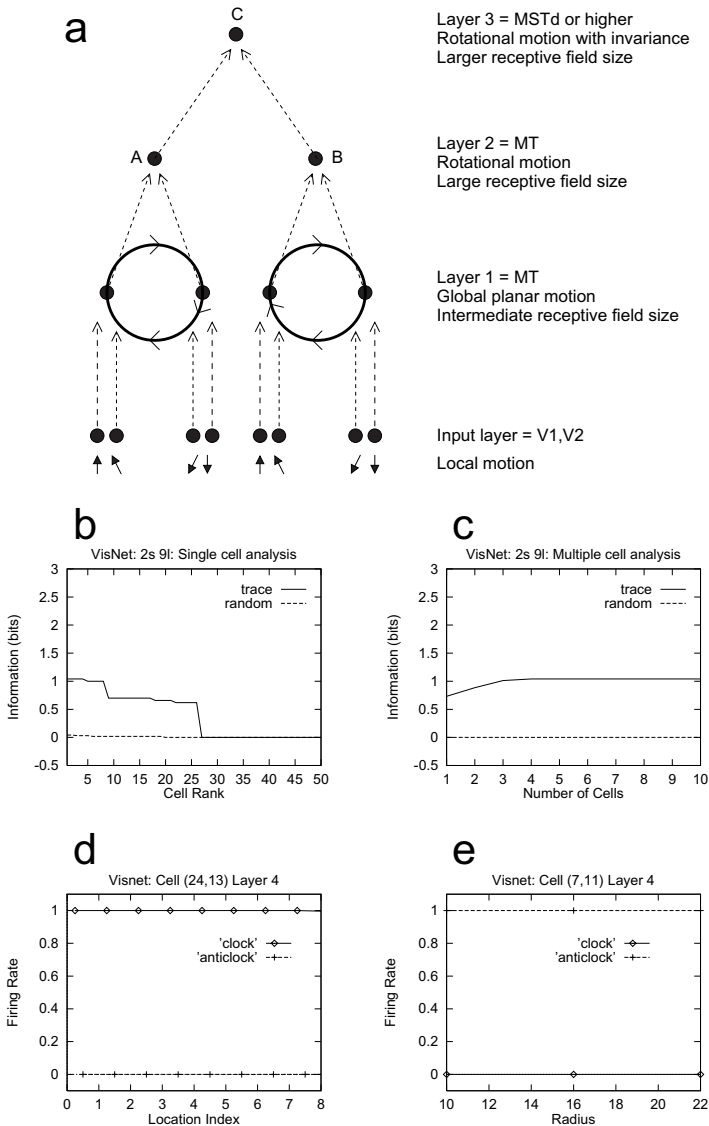 a
C
Layer 3 = MSTd or higher
Rotational motion with invariance
Larger receptive field size
A
B
Layer 2 = MT
Rotational motion
Large receptive field size
Layer 1 = MT
Global planar motion
Intermediate receptive field size
Input layer = V1,V2
Local motion
b
VisNet: 2s 9l: Single cell analysis
3
2.5
2
1.5
1
0.5
0
-0.5
Information (bits)
trace
random
5 10 15 20 25 30 35 40 45 50
Cell Rank
c
VisNet: 2s 9l: Multiple cell analysis
3
2.5
2
1.5
1
0.5
0
-0.5
Information (bits)
trace
random
1 2 3 4 5 6 7 8 9 10
Number of Cells
d
Visnet: Cell (24,13) Layer 4
1
0.8
0.6
0.4
0.2
0
Firing Rate
'clock'
'anticlock'
0 1 2 3 4 5 6 7 8
Location Index
e
Visnet: Cell (7,11) Layer 4
1
0.8
0.6
0.4
0.2
0
Firing Rate
'clock'
'anticlock'
10 12 14 16 18 20 22
Radius